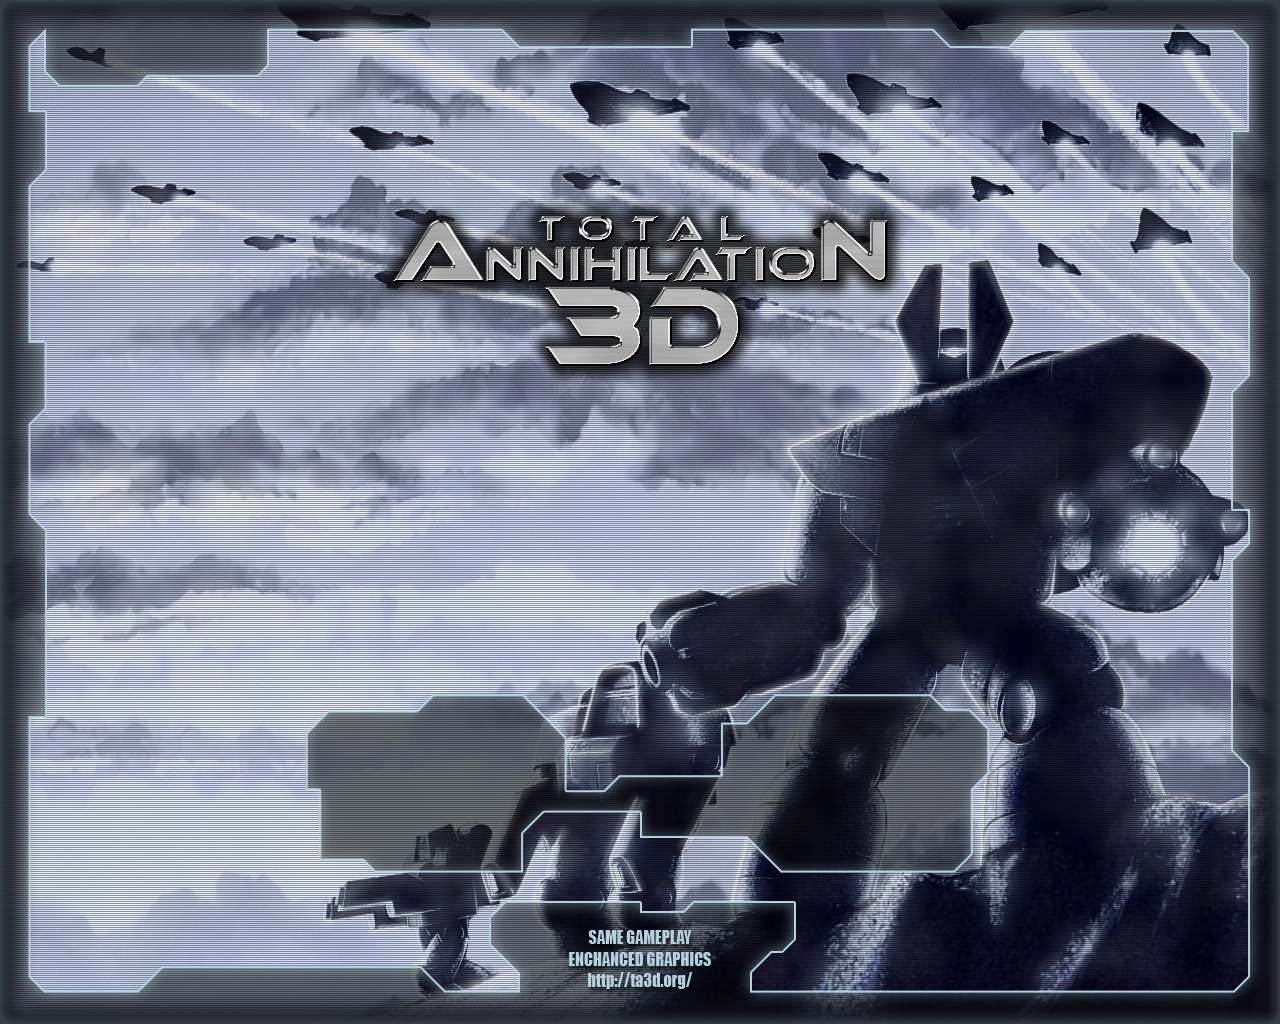 TOTAL
ANNIHILATION
3D
SAME GAMEPLAY
ENCHANCED GRAPHICS
http://ta3d.org/